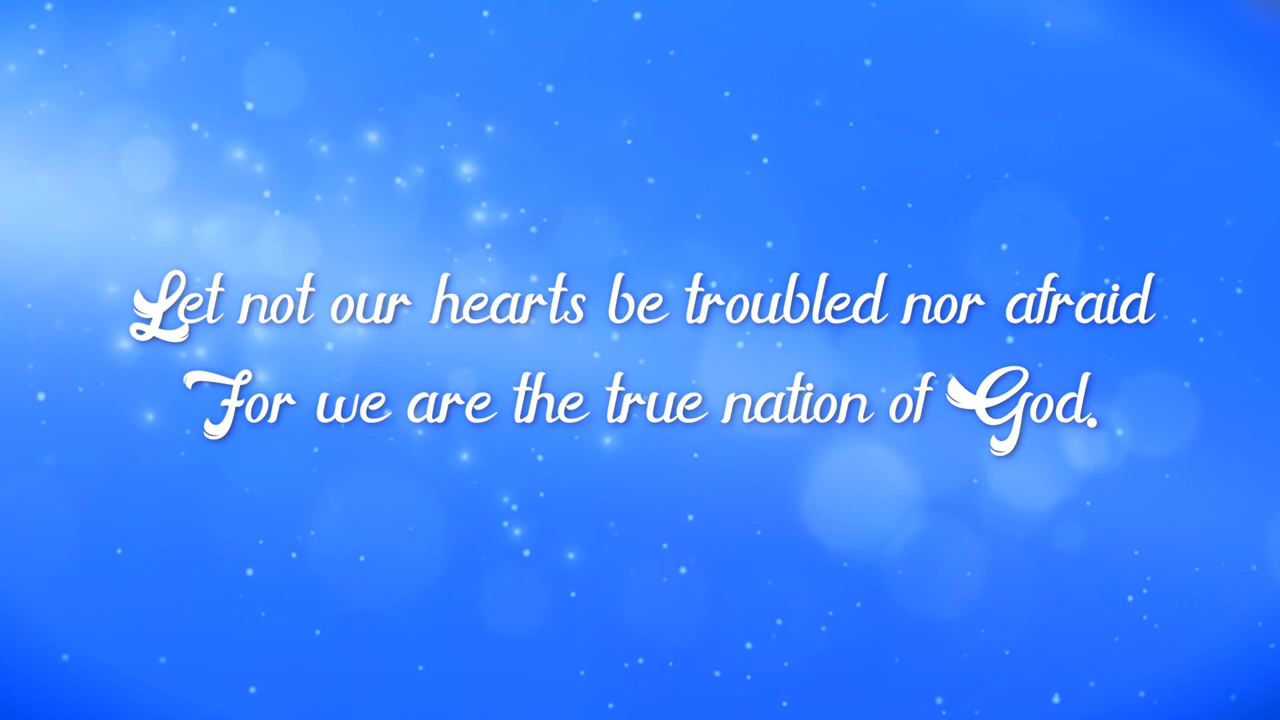 Let not our hearts be troubled nor afraid
For we are the true nation of God.